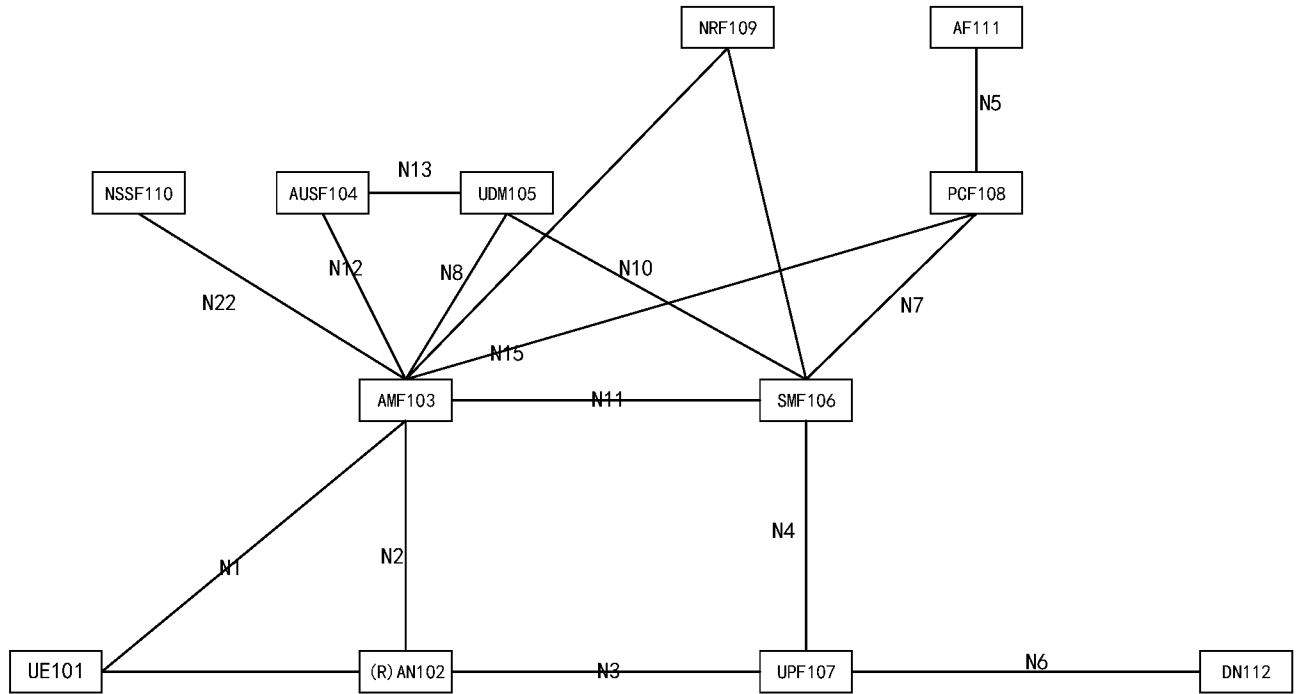 NRF109
AF111
N5
N13
NSSF110
AUSF104
UDM105
PCF108
N12
N8
N10
N22
N7
N15
AMF103
N11
SMF106
N4
N2
N1
UE101
(R)AN102
N3
UPF107
N6
DN112